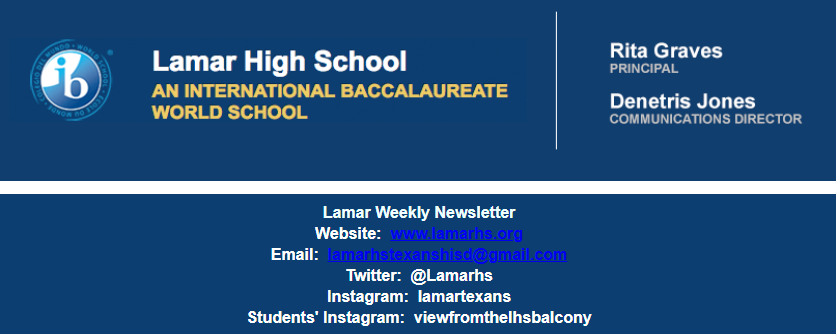 ib
Lamar High School
AN INTERNATIONAL BACCALAUREATE
WORLD SCHOOL
Rita Graves
PRINCIPAL
Denetris Jones
COMMUNICATIONS DIRECTOR
Lamar Weekly Newsletter
Website: www.lamarhs.org
Email: lamarhstexanshisd@gmail.com
Twitter: @Lamarhs
Instagram: lamartexans
Students' Instagram: viewfromthelhsbalcony